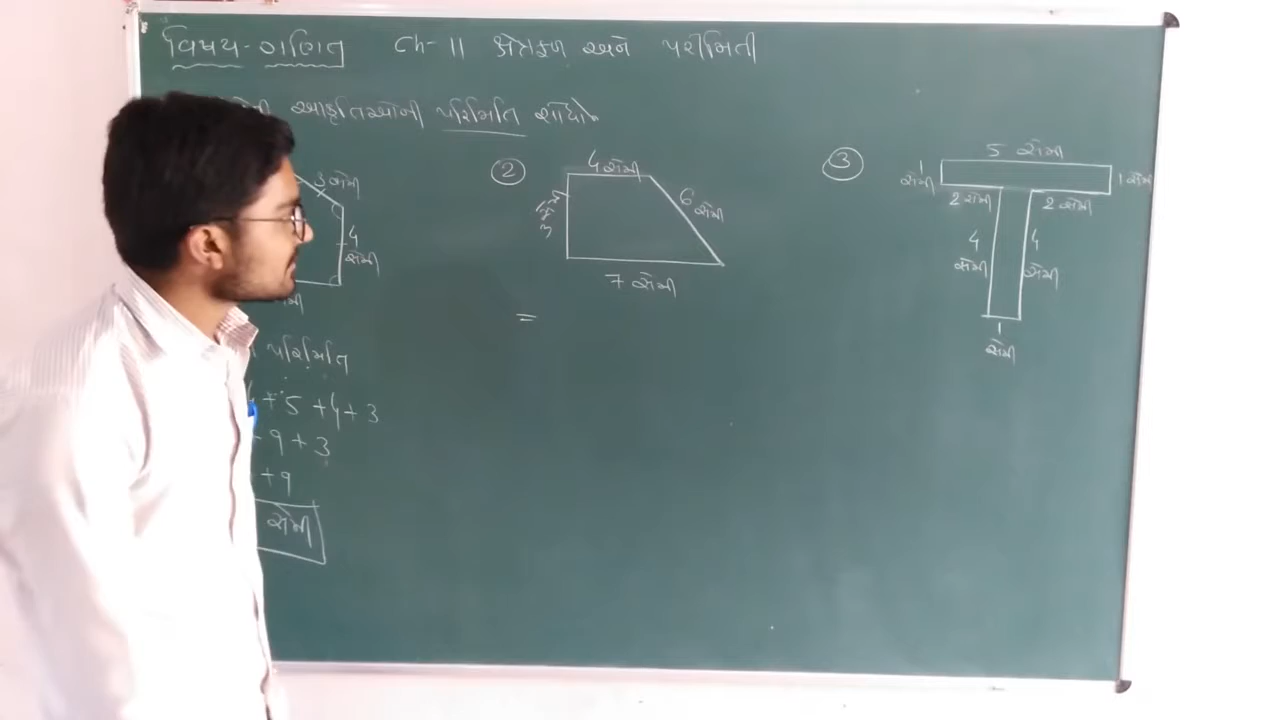 વિષય-ગણિત Ch-11 ક્ષેત્રફળ અને પરીમિતી
આકૃતિઓની પરિમિતિ શોધો
3 સેમી
4 સેમી
સેમી
પરિમિતિ
4+5+4+3
+9+3
+9
સેમી
2
4 સેમી
6 સેમી
7 સેમી
=
3
5 સેમી
1 સેમી
1 સેમી
2 સેમી
2 સેમી
4 સેમી
4 સેમી
1 સેમી